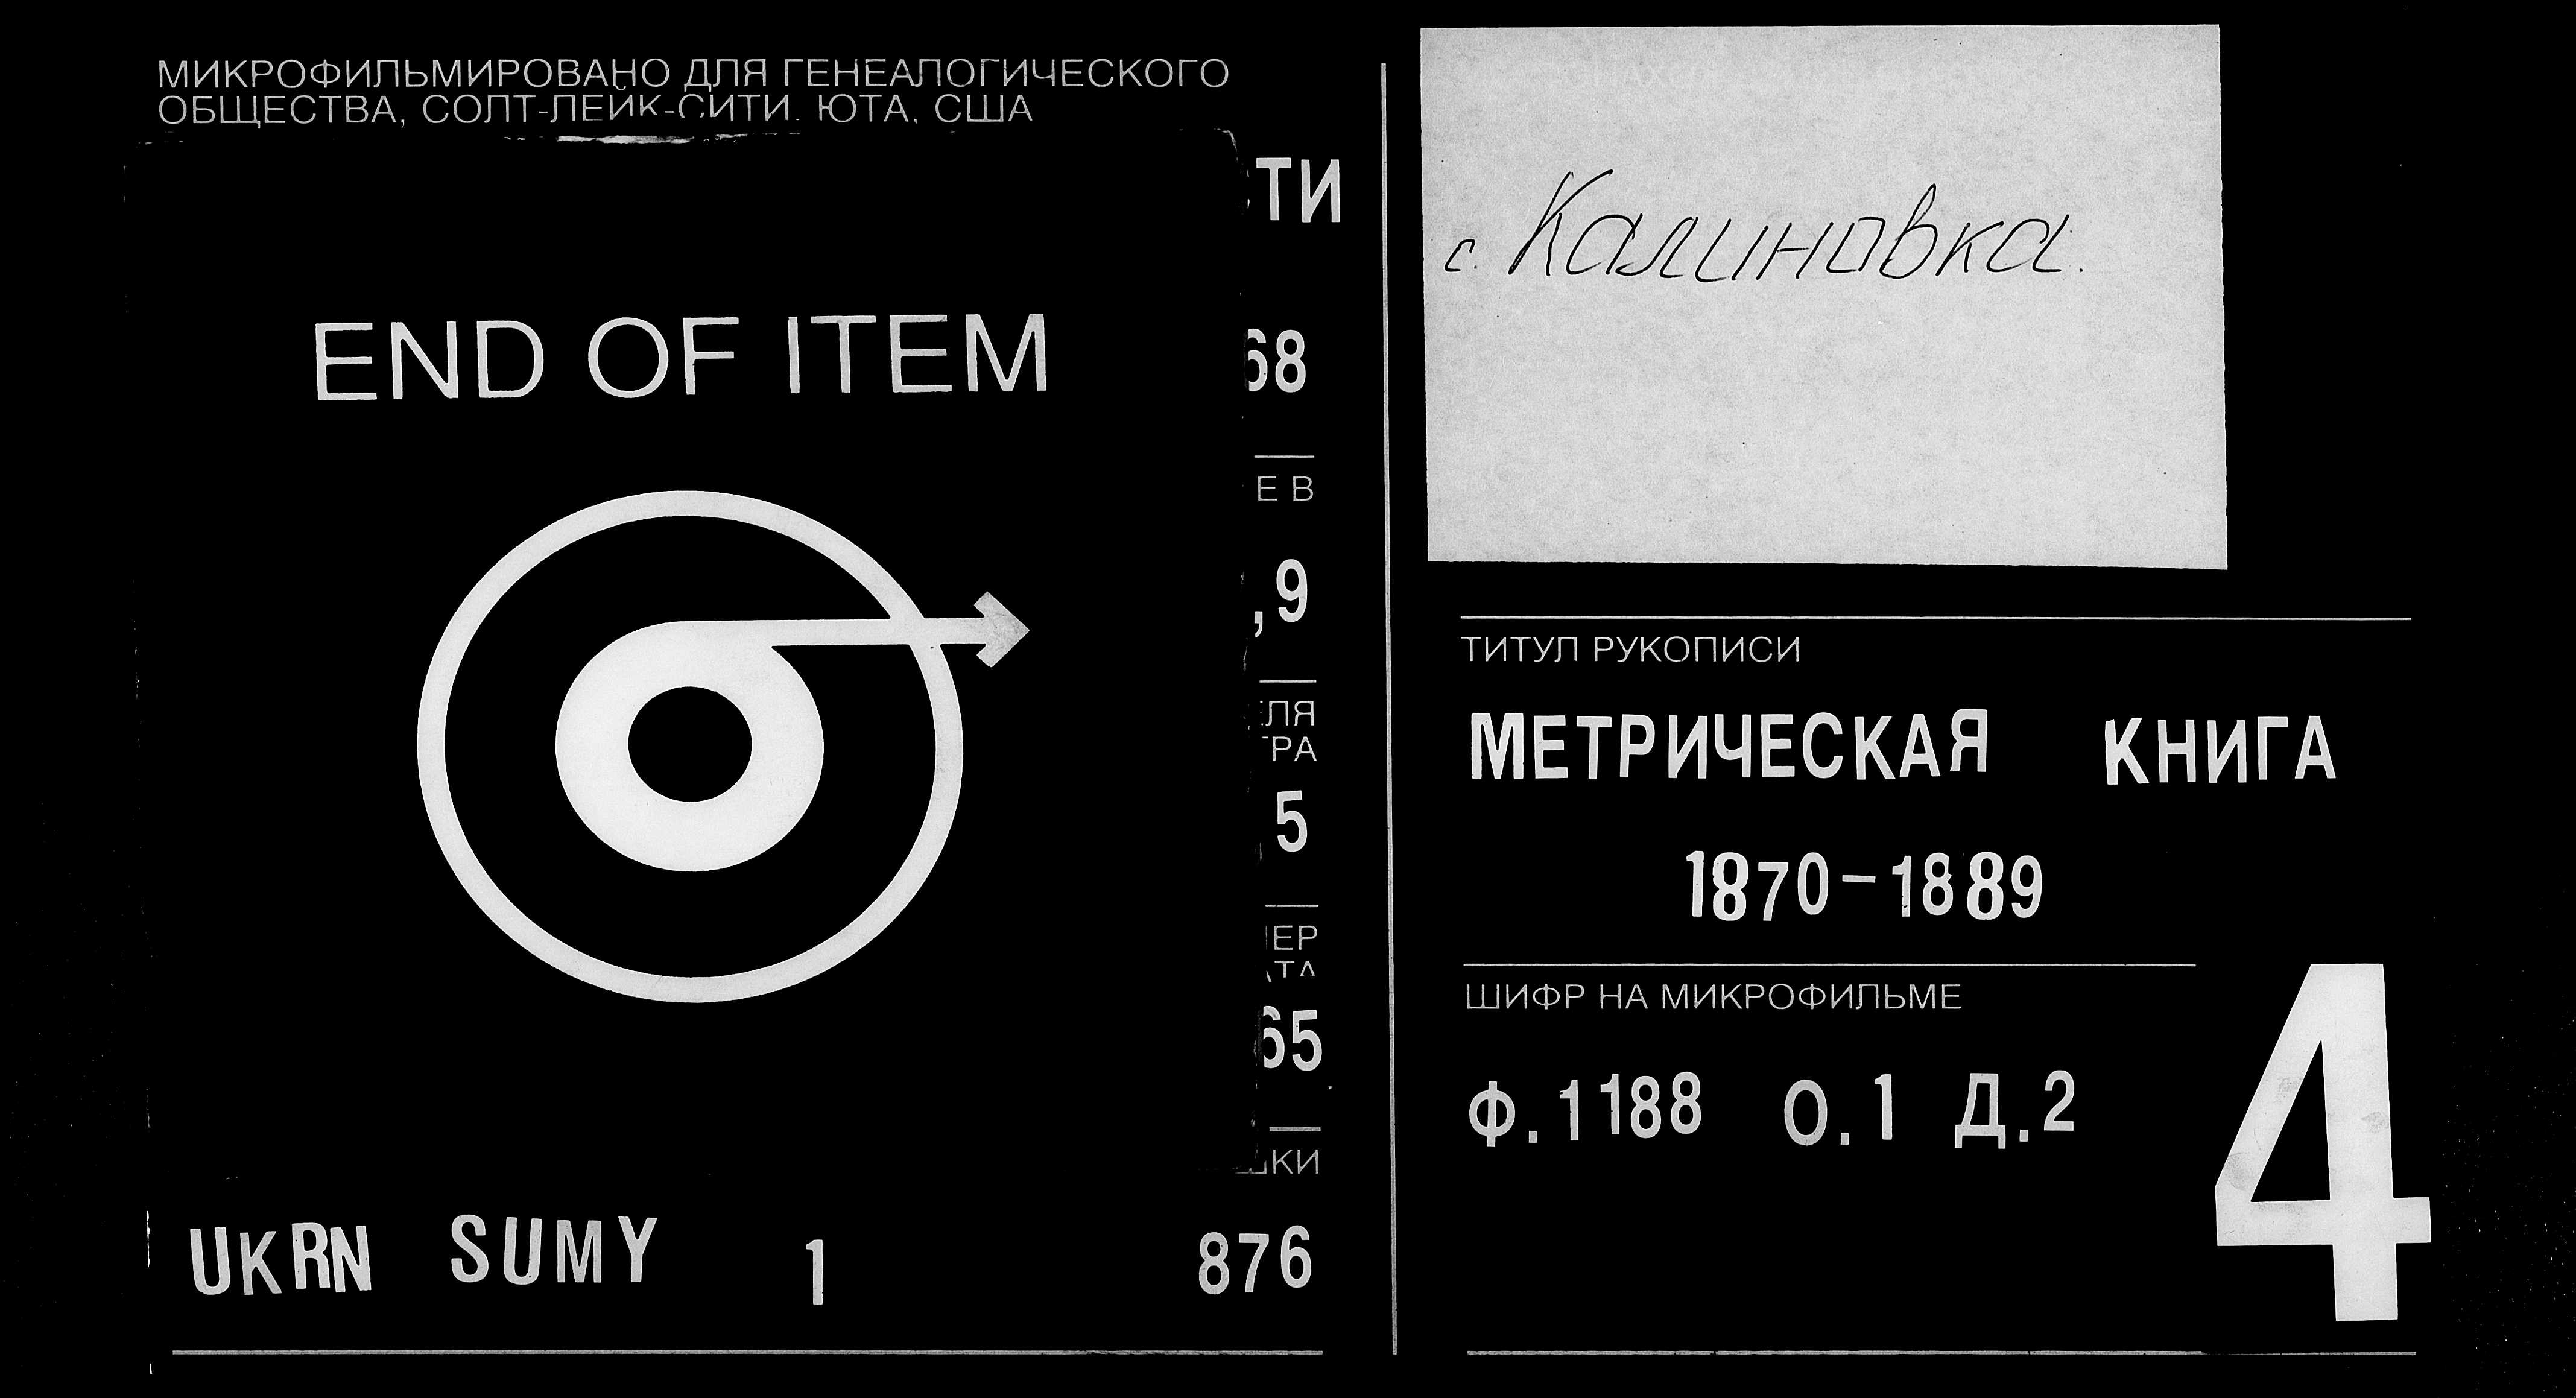 МИКРОФИЛЬМИРОВАНО ДЛЯ ГЕНЕАЛОГИЧЕСКОГО
ОБЩЕСТВА, СОЛТ-ЛЕЙК-СИТИ, ЮТА, США
ТИ
END OF ITEM
68
Е В
,9
ЛЯ
РА
5
ЕР
65
КИ
UKRN SUMY 1 876
с. Калиновка.
ТИТУЛ РУКОПИСИ
МЕТРИЧЕСКАЯ КНИГА
1870-1889
ШИФР НА МИКРОФИЛЬМЕ
Ф.1188 О.1 Д.2
4